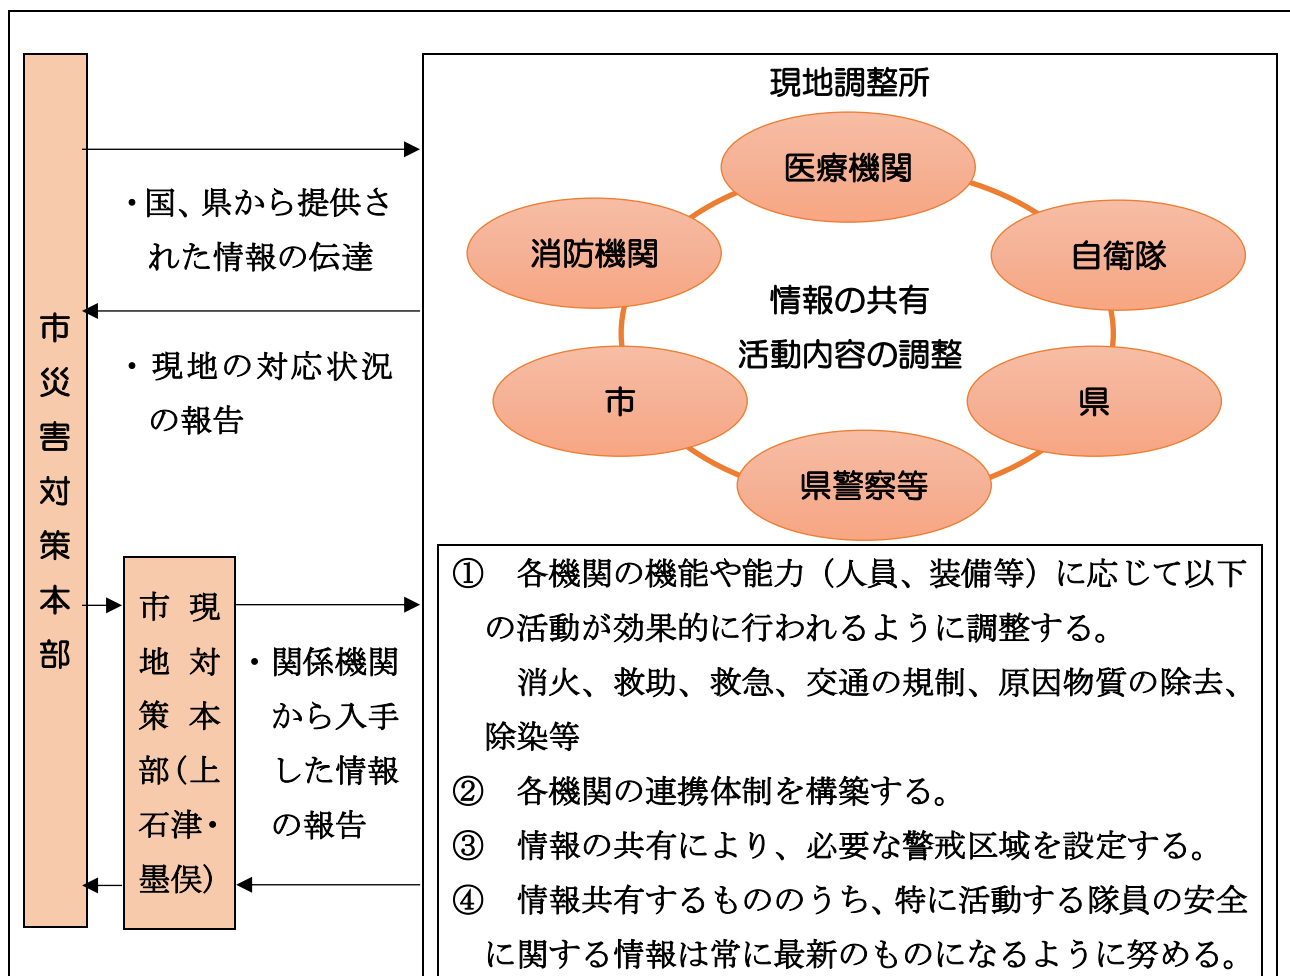 市災害対策本部
・国、県から提供さ
れた情報の伝達
・現地の対応状況
の報告
市現
地対
策本
部（上
石津・
墨俣）
・関係機関
から入手
した情報
の報告
現地調整所
医療機関
消防機関
自衛隊
情報の共有
活動内容の調整
市
県
県警察等
①　各機関の機能や能力（人員、装備等）に応じて以下
の活動が効果的に行われるように調整する。
消火、救助、救急、交通の規制、原因物質の除去、
除染等
②　各機関の連携体制を構築する。
③　情報の共有により、必要な警戒区域を設定する。
④　情報共有するもののうち、特に活動する隊員の安全
に関する情報は常に最新のものになるように努める。